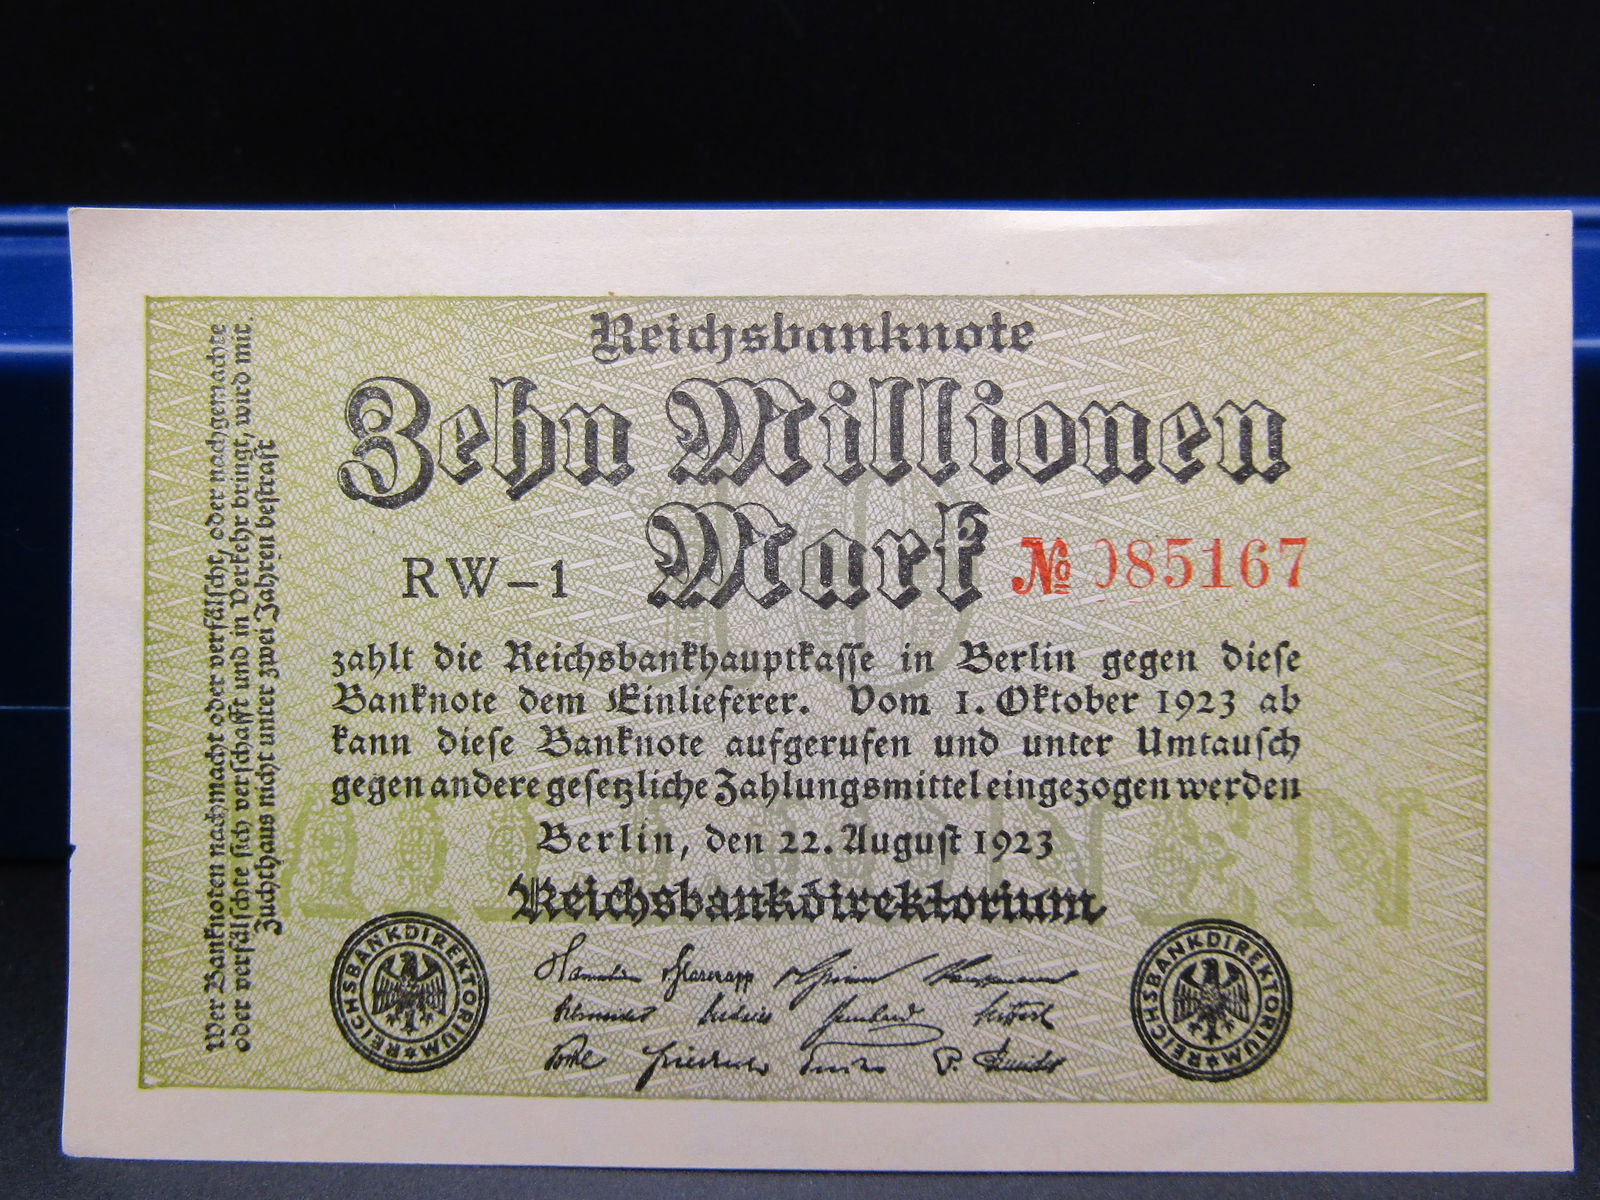 Reichsbanknote
Zehn Millionen
Mark
RW-1
№ 085167
zahlt die Reichsbankhauptkasse in Berlin gegen diese
Banknote dem Einlieferer. Vom 1. Oktober 1923 ab
kann diese Banknote aufgerufen und unter Umtausch
gegen andere gesetzliche Zahlungsmittel eingezogen werden
Berlin, den 22. August 1923
Reichsbankdirektorium
REICHSBANKDIREKTORIUM
REICHSBANKDIREKTORIUM
Wer Banknoten nachmacht oder verfälscht, oder nachgemachte
oder verfälschte sich verschafft und in Verkehr bringt, wird mit
Zuchthaus nicht unter zwei Jahren bestraft
10
MILLIONEN